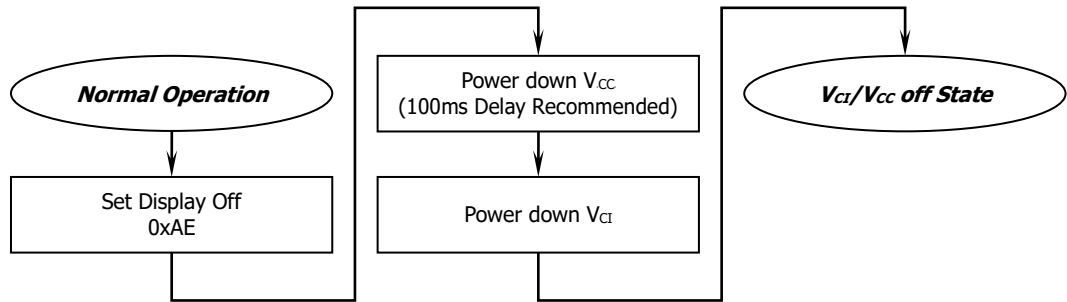 Normal Operation
Set Display Off
0xAE
Power down VCC
(100ms Delay Recommended)
Power down VCI
VCI/VCC off State